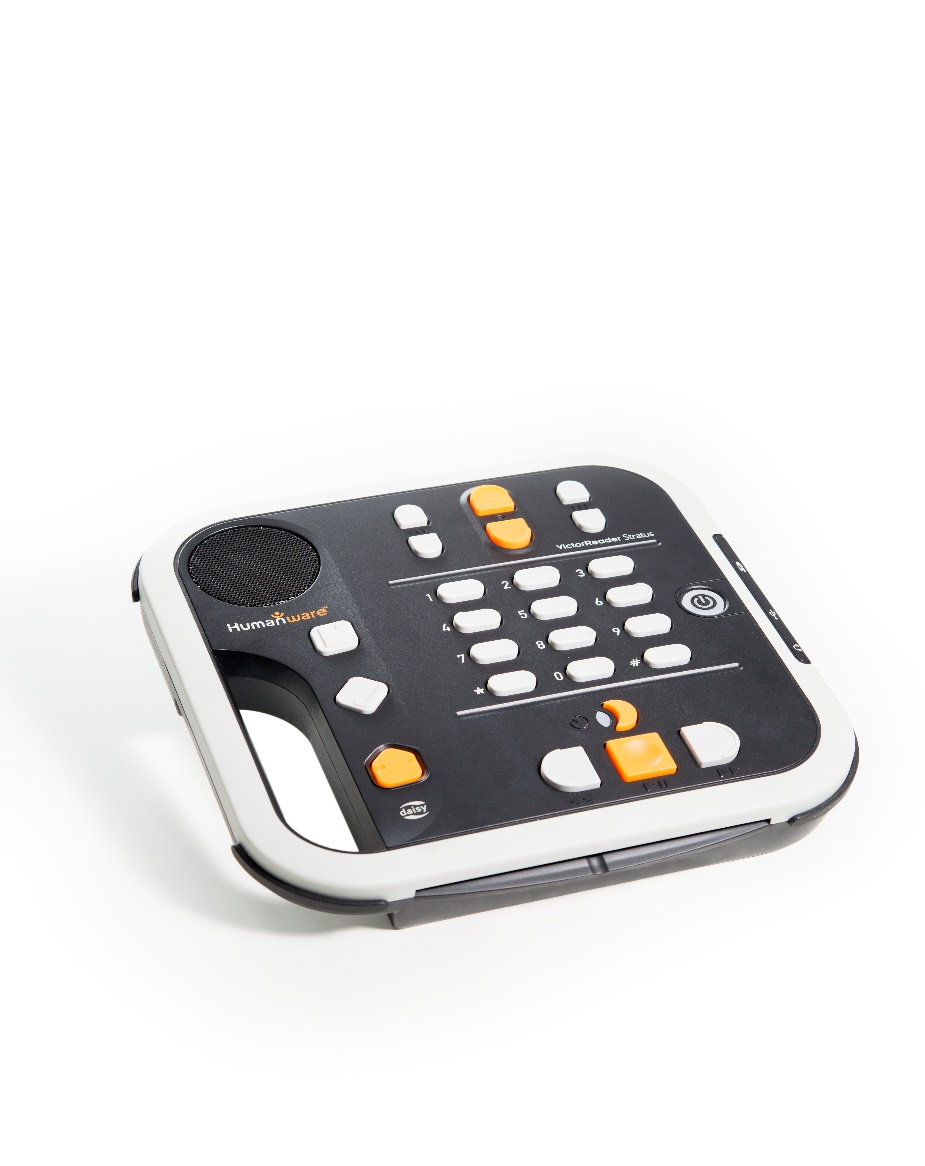 VictorReader Stratus
Humanware
1 2 3
4 5 6
7 8 9
* 0 #
daisy